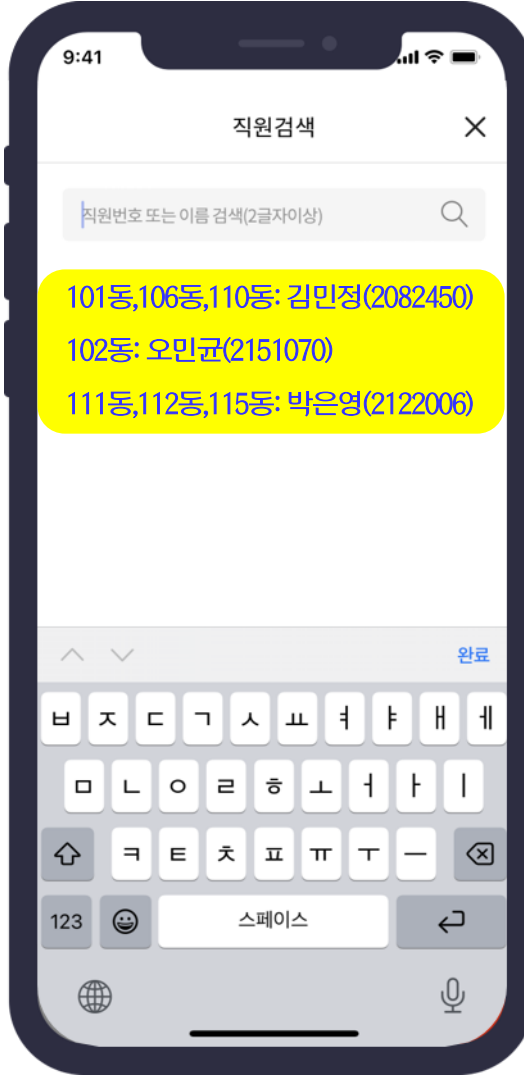 9:41
직원검색
직원번호 또는 이름 검색(2글자이상)
101동,106동,110동: 김민정(2082450)
102동: 오민균(2151070)
111동,112동,115동: 박은영(2122006)
완료
ㅂ ㅈ ㄷ ㄱ ㅅ ㅛ ㅕ ㅑ ㅐ ㅔ
ㅁ ㄴ ㅇ ㄹ ㅎ ㅗ ㅓ ㅏ ㅣ
ㅋ ㅌ ㅊ ㅍ ㅠ ㅜ ㅡ
123 스페이스